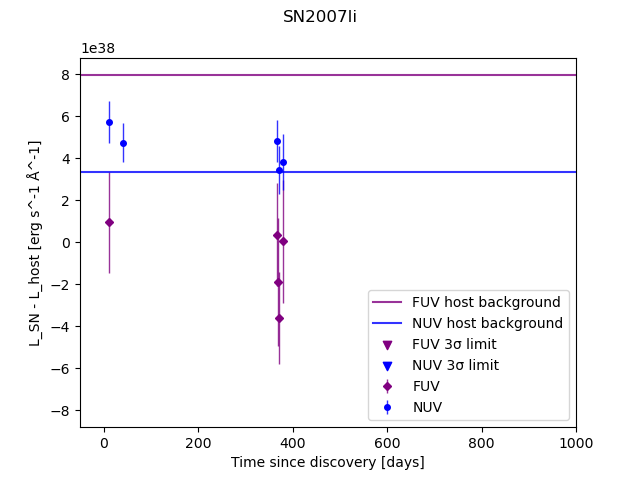 SN2007li
1e38
L_SN - L_host [erg s^-1 Å^-1]
8
6
4
2
0
−2
−4
−6
−8
FUV host background
NUV host background
FUV 3σ limit
NUV 3σ limit
FUV
NUV
0 200 400 600 800 1000
Time since discovery [days]